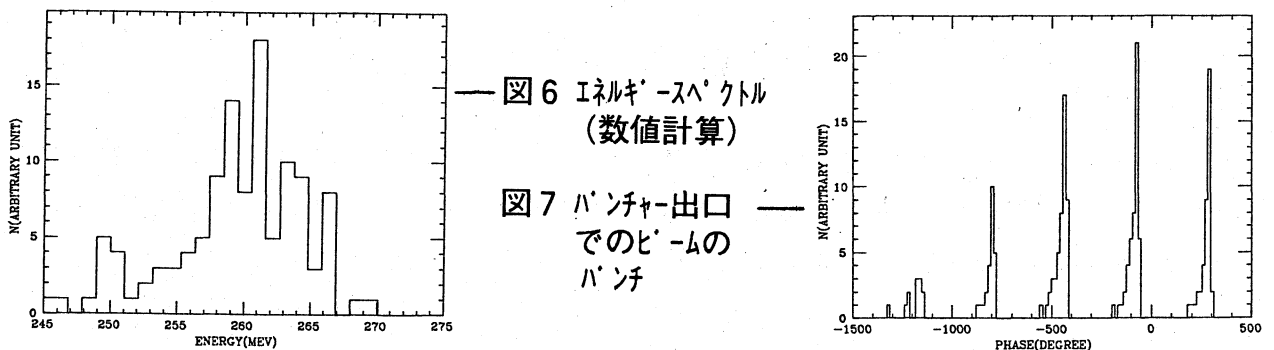 N(ARBITRARY UNIT)
15
10
5
0
245
250
255
260
265
270
275
ENERGY(MEV)
図6 エネルギースペクトル
(数値計算)
図7 バンチャー出口
でのビームの
バンチ
N(ARBITRARY UNIT)
20
15
10
5
0
-1500
-1000
-500
0
500
PHASE(DEGREE)